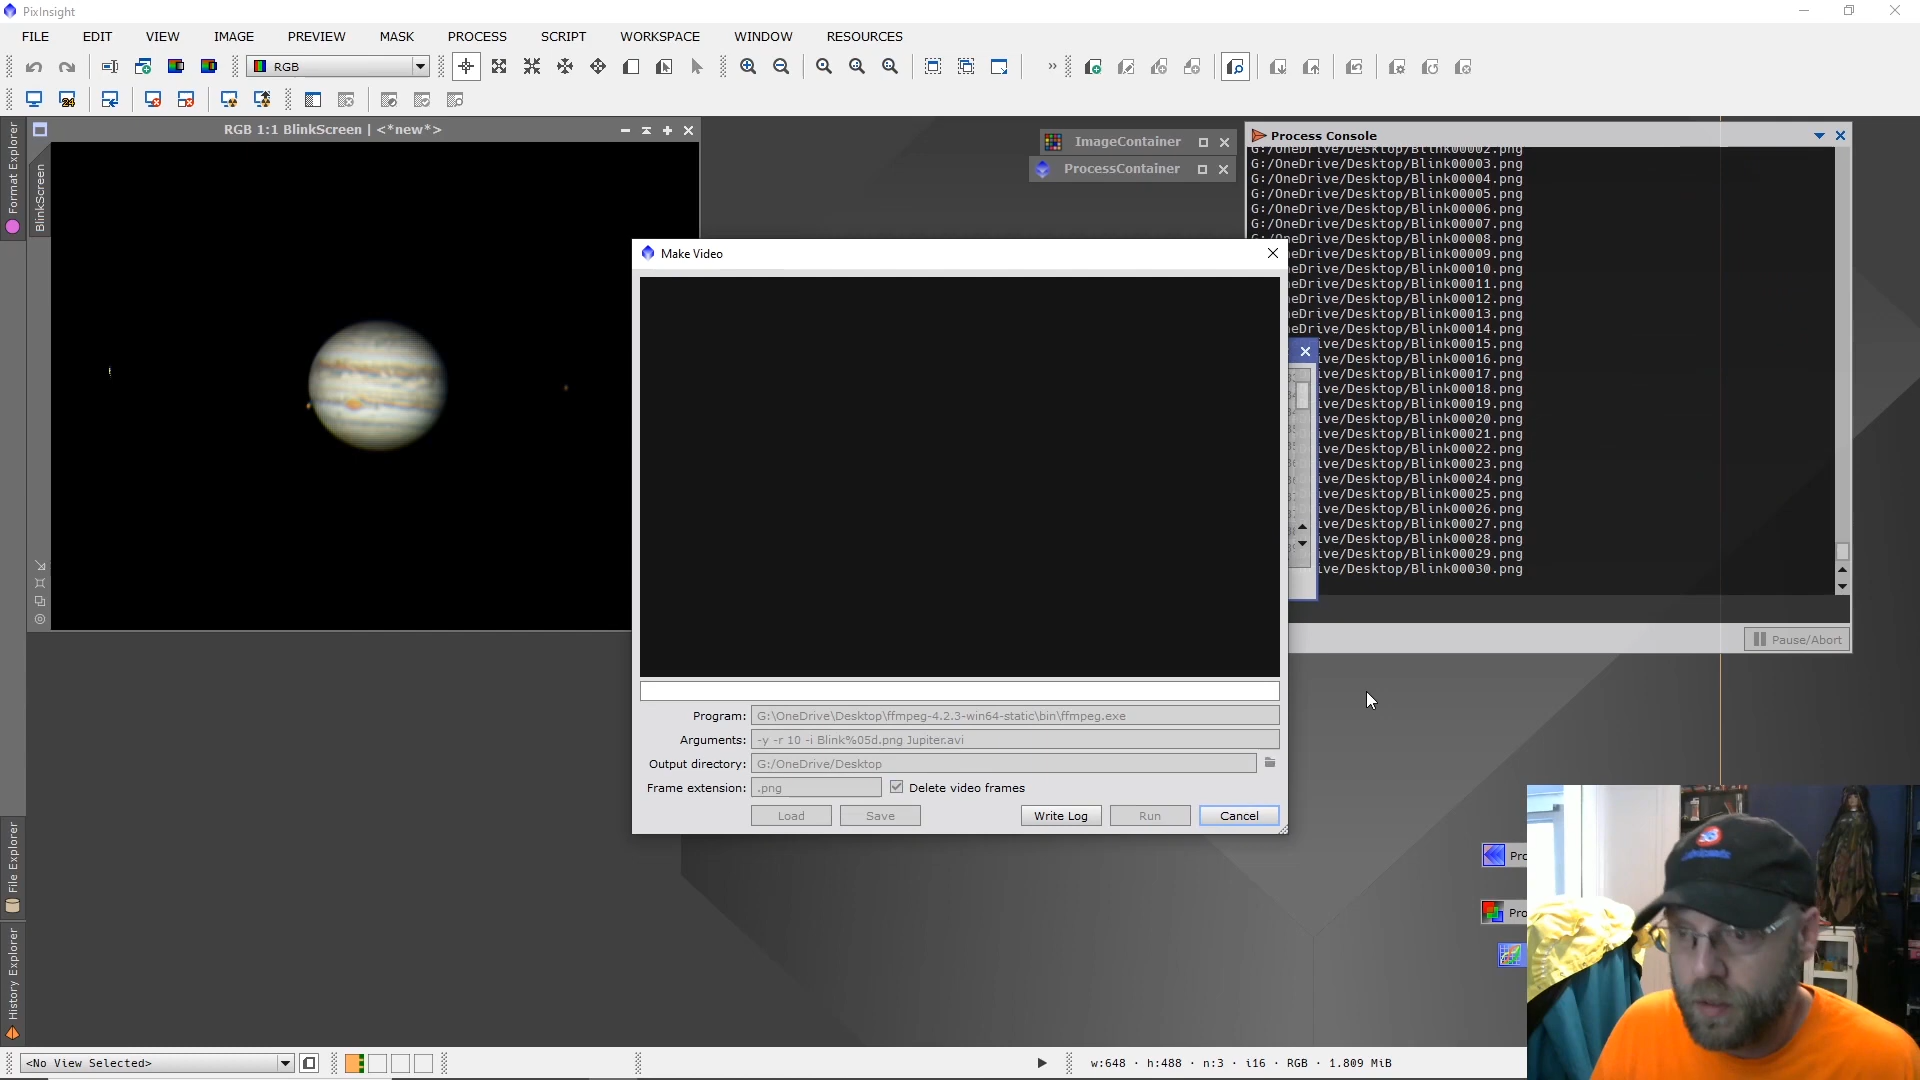 PixInsight
FILE EDIT VIEW IMAGE PREVIEW MASK PROCESS SCRIPT WORKSPACE WINDOW RESOURCES
RGB
24
RGB 1:1 BlinkScreen | <*new*>
Format Explorer
BlinkScreen
ImageContainer
ProcessContainer
Process Console
G:/OneDrive/Desktop/Blink00002.png
G:/OneDrive/Desktop/Blink00003.png
G:/OneDrive/Desktop/Blink00004.png
G:/OneDrive/Desktop/Blink00005.png
G:/OneDrive/Desktop/Blink00006.png
G:/OneDrive/Desktop/Blink00007.png
G:/OneDrive/Desktop/Blink00008.png
eDrive/Desktop/Blink00009.png
eDrive/Desktop/Blink00010.png
eDrive/Desktop/Blink00011.png
eDrive/Desktop/Blink00012.png
eDrive/Desktop/Blink00013.png
eDrive/Desktop/Blink00014.png
ive/Desktop/Blink00015.png
ive/Desktop/Blink00016.png
ive/Desktop/Blink00017.png
ive/Desktop/Blink00018.png
ive/Desktop/Blink00019.png
ive/Desktop/Blink00020.png
ive/Desktop/Blink00021.png
ive/Desktop/Blink00022.png
ive/Desktop/Blink00023.png
ive/Desktop/Blink00024.png
ive/Desktop/Blink00025.png
ive/Desktop/Blink00026.png
ive/Desktop/Blink00027.png
ive/Desktop/Blink00028.png
ive/Desktop/Blink00029.png
rive/Desktop/Blink00030.png
Pause/Abort
Make Video
Program: G:\OneDrive\Desktop\ffmpeg-4.2.3-win64-static\bin\ffmpeg.exe
Arguments: -y -r 10 -i Blink%05d.png Jupiter.avi
Output directory: G:/OneDrive/Desktop
Frame extension: .png Delete video frames
Load Save Write Log Run Cancel
File Explorer
History Explorer
Pro
Pro
<No View Selected>
w:648 · h:488 · n:3 · i16 · RGB · 1.809 MiB